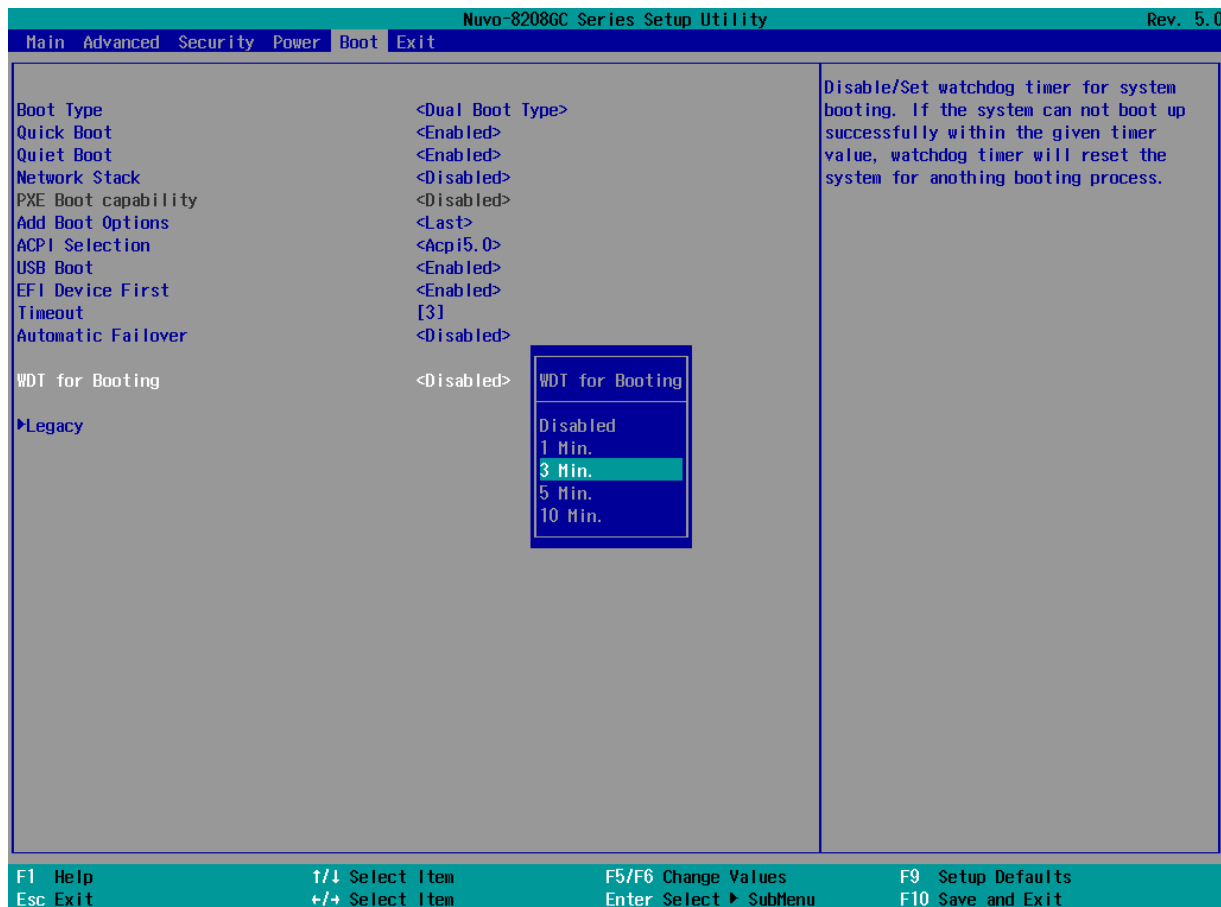 Nuvo-8208GC Series Setup Utility Rev. 5.0
Main Advanced Security Power Boot Exit
Boot Type <Dual Boot Type>
Quick Boot <Enabled>
Quiet Boot <Enabled>
Network Stack <Disabled>
PXE Boot capability <Disabled>
Add Boot Options <Last>
ACPI Selection <Acpi5.0>
USB Boot <Enabled>
EFI Device First <Enabled>
Timeout [3]
Automatic Failover <Disabled>
WDT for Booting <Disabled>
▶Legacy
WDT for Booting
Disabled
1 Min.
3 Min.
5 Min.
10 Min.
Disable/Set watchdog timer for system
booting. If the system can not boot up
successfully within the given timer
value, watchdog timer will reset the
system for anothing booting process.
F1 Help ↑/↓ Select Item F5/F6 Change Values F9 Setup Defaults
Esc Exit ←/→ Select Item Enter Select ▶ SubMenu F10 Save and Exit